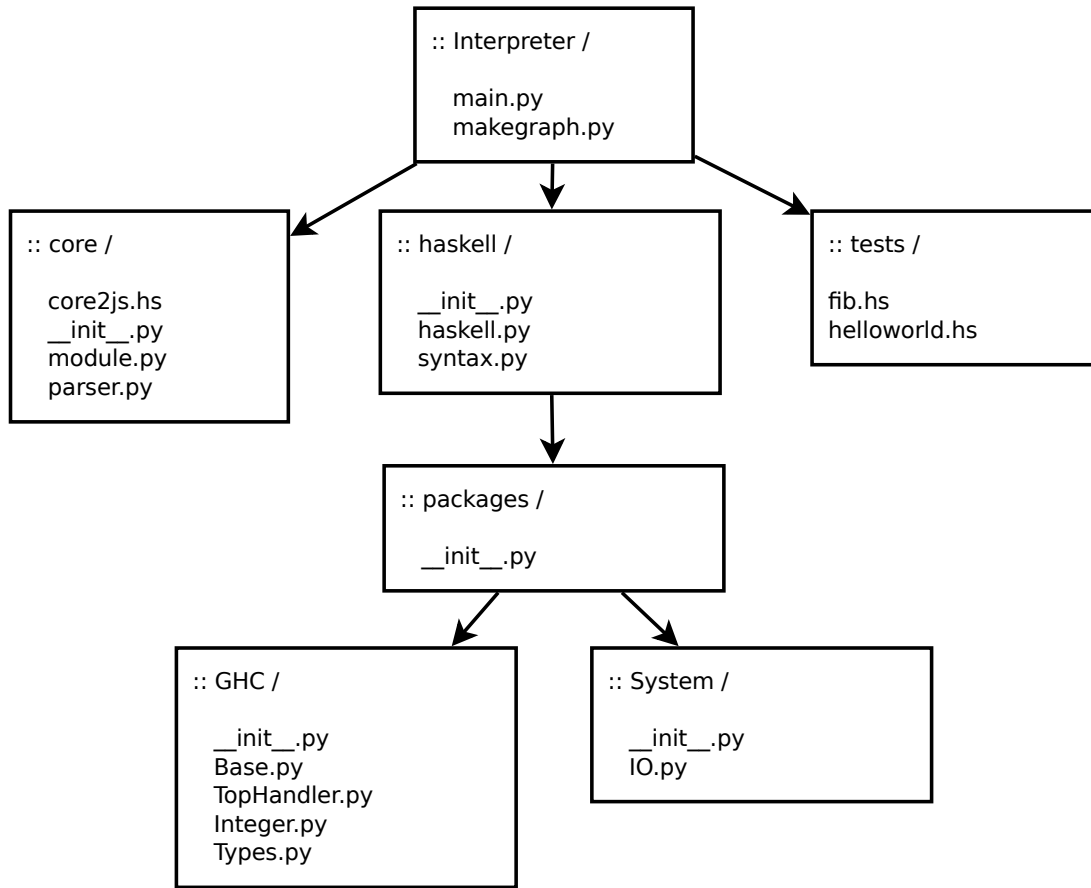 :: Interpreter /
main.py
makegraph.py
:: core /
core2js.hs
__init__.py
module.py
parser.py
:: haskell /
__init__.py
haskell.py
syntax.py
:: tests /
fib.hs
helloworld.hs
:: packages /
__init__.py
:: GHC /
__init__.py
Base.py
TopHandler.py
Integer.py
Types.py
:: System /
__init__.py
IO.py